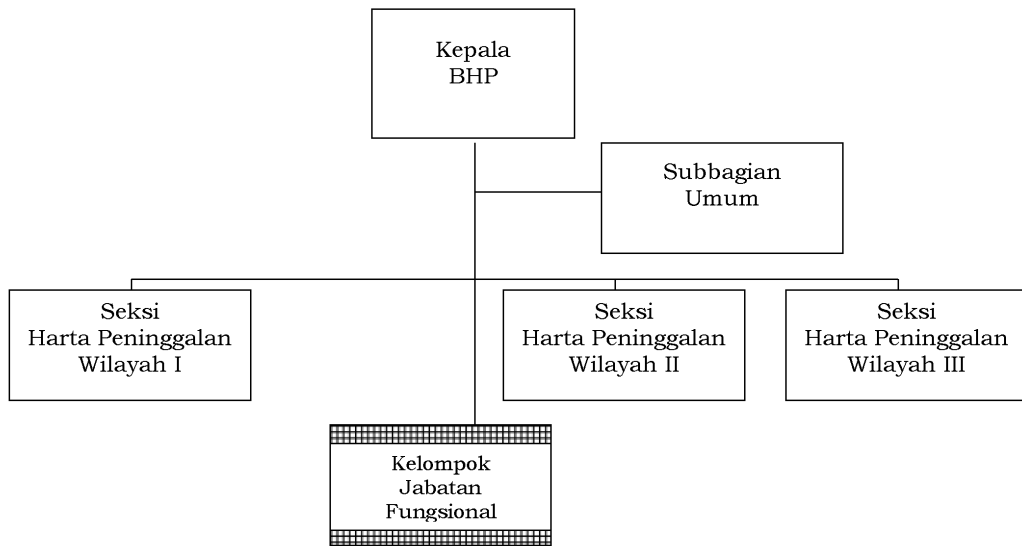 Kepala
BHP
Subbagian
Umum
Seksi
Harta Peninggalan
Wilayah I
Seksi
Harta Peninggalan
Wilayah II
Seksi
Harta Peninggalan
Wilayah III
Kelompok
Jabatan
Fungsional